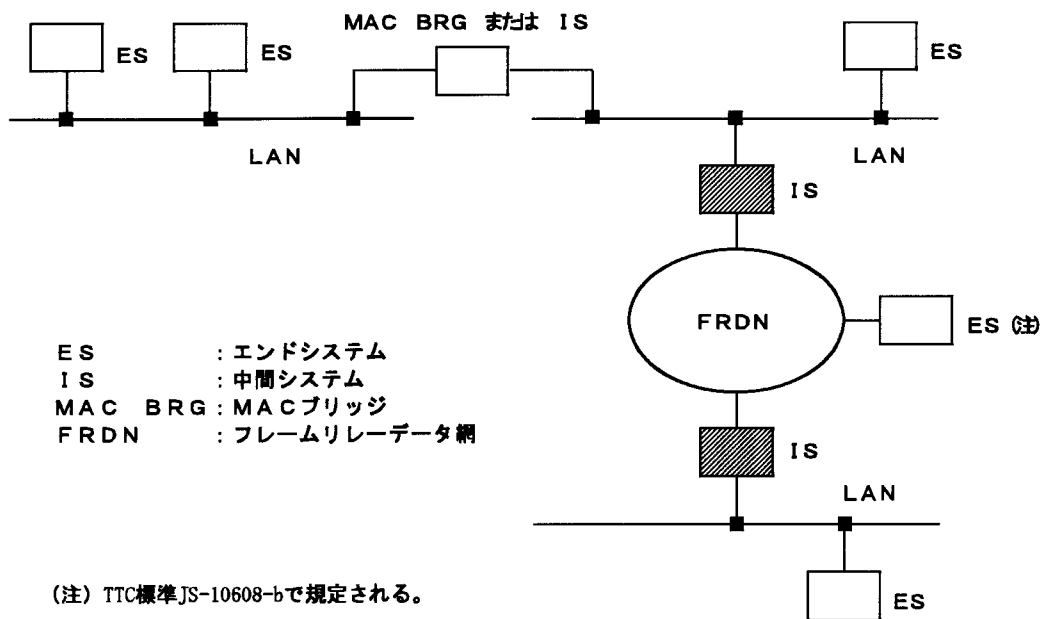 MAC BRG または IS
ES
ES
ES
LAN
LAN
IS
FRDN
ES (注)
ES : エンドシステム
IS : 中間システム
MAC BRG : MACブリッジ
FRDN : フレームリレーデータ網
IS
LAN
ES
(注) TTC標準JS-10608-bで規定される。